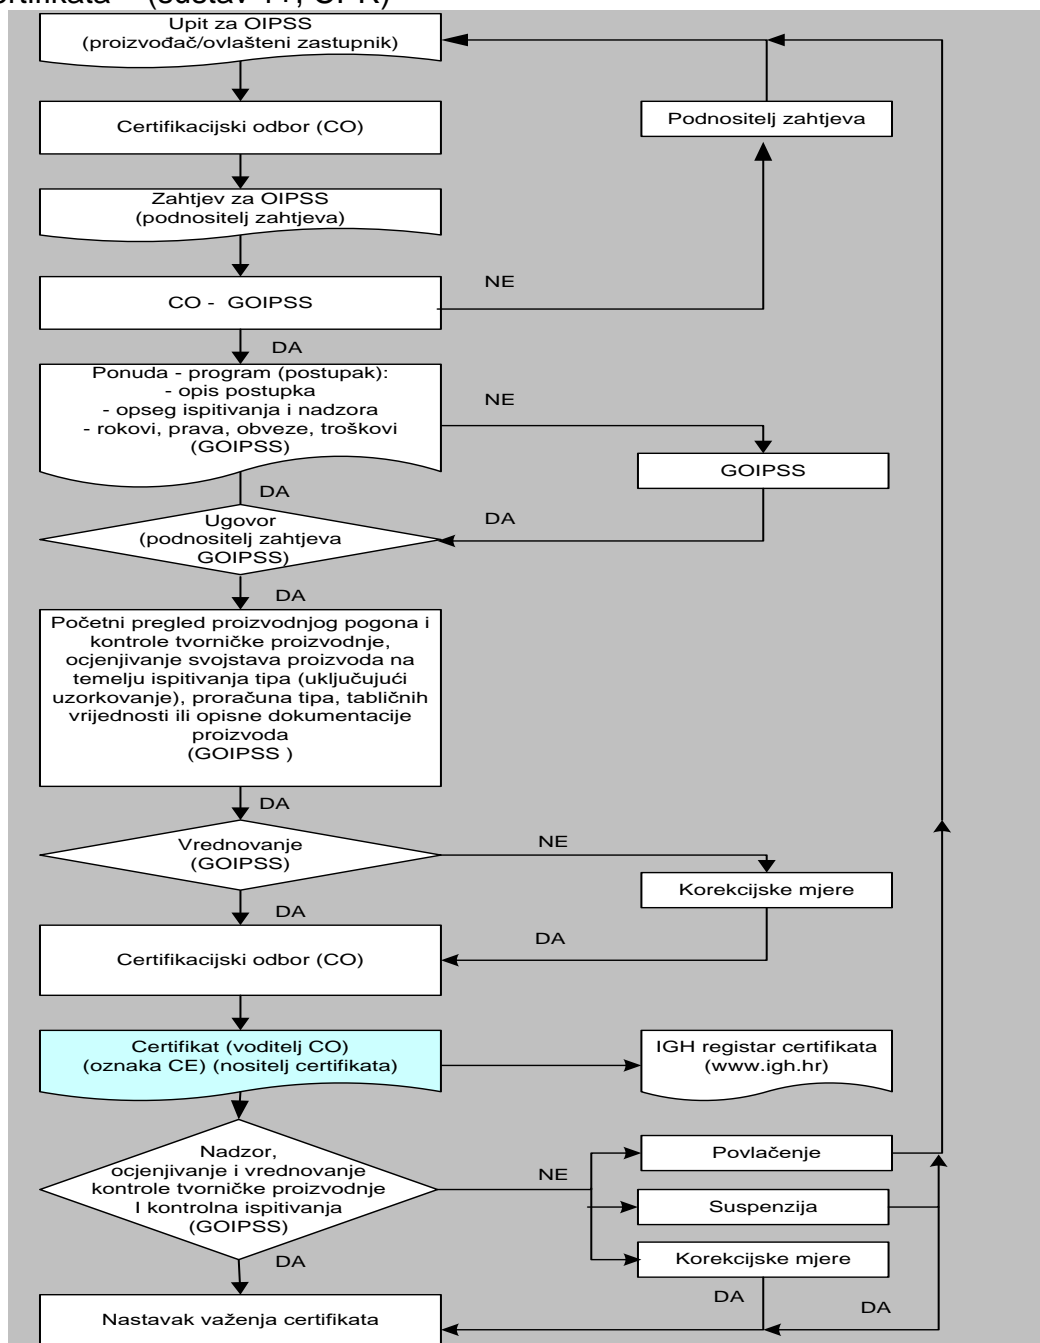 Upit za OIPSS
(proizvođač/ovlašteni zastupnik)
Podnositelj zahtjeva
Certifikacijski odbor (CO)
Zahtjev za OIPSS
(podnositelj zahtjeva)
NE
CO - GOIPSS
DA
Ponuda - program (postupak):
- opis postupka
- opseg ispitivanja i nadzora
- rokovi, prava, obveze, troškovi
(GOIPSS)
NE
GOIPSS
DA
Ugovor
(podnositelj zahtjeva
GOIPSS)
DA
DA
Početni pregled proizvodnjog pogona i
kontrole tvorničke proizvodnje,
ocjenjivanje svojstava proizvoda na
temelju ispitivanja tipa (uključujući
uzorkovanje), proračuna tipa, tabličnih
vrijednosti ili opisne dokumentacije
proizvoda
(GOIPSS )
DA
Vrednovanje
(GOIPSS)
NE
Korekcijske mjere
DA
DA
Certifikacijski odbor (CO)
Certifikat (voditelj CO)
(oznaka CE) (nositelj certifikata)
IGH registar certifikata
(www.igh.hr)
Nadzor,
ocjenjivanje i vrednovanje
kontrole tvorničke proizvodnje
I kontrolna ispitivanja
(GOIPSS)
NE
Povlačenje
Suspenzija
Korekcijske mjere
DA
DA
DA
Nastavak važenja certifikata